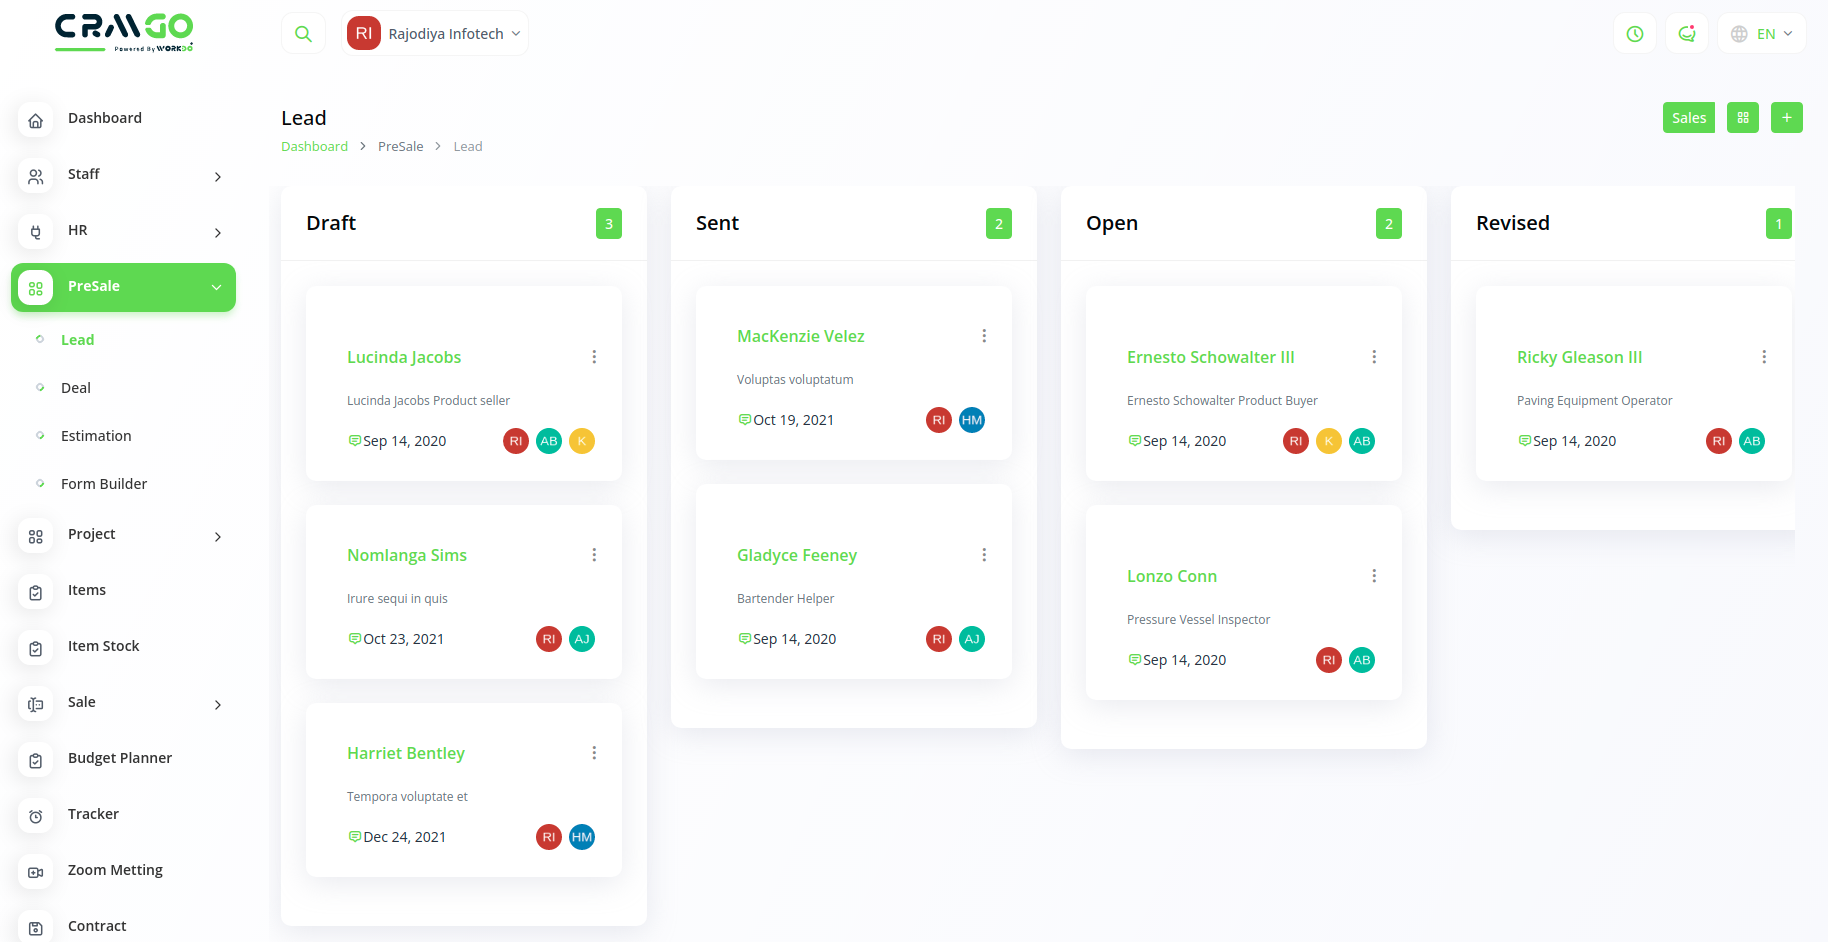 CRMGO
Powered By WORKDO
RI Rajodiya Infotech
EN
Dashboard
Staff
HR
PreSale
Lead
Deal
Estimation
Form Builder
Project
Items
Item Stock
Sale
Budget Planner
Tracker
Zoom Metting
Contract
Lead
Dashboard > PreSale > Lead
Sales
+
Draft 3
Lucinda Jacobs
Lucinda Jacobs Product seller
Sep 14, 2020 RI AB K
Nomlanga Sims
Irure sequi in quis
Oct 23, 2021 RI AJ
Harriet Bentley
Tempora voluptate et
Dec 24, 2021 RI HM
Sent 2
MacKenzie Velez
Voluptas voluptatum
Oct 19, 2021 RI HM
Gladyce Feeney
Bartender Helper
Sep 14, 2020 RI AJ
Open 2
Ernesto Schowalter III
Ernesto Schowalter Product Buyer
Sep 14, 2020 RI K AB
Lonzo Conn
Pressure Vessel Inspector
Sep 14, 2020 RI AB
Revised 1
Ricky Gleason III
Paving Equipment Operator
Sep 14, 2020 RI AB